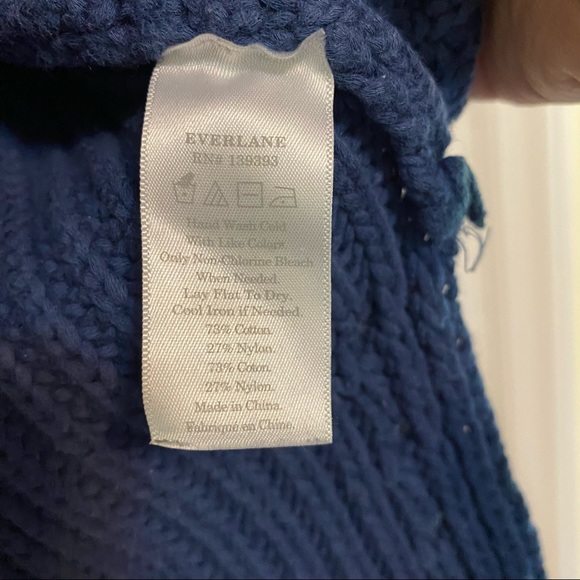 EVERLANE
RN# 139393
Hand Wash Cold
With Like Colors.
Only Non-Chlorine Bleach
When Needed.
Lay Flat To Dry.
Cool Iron if Needed.
73% Cotton.
27% Nylon.
73% Coton.
27% Nylon.
Made in China.
Fabriqué en Chine.